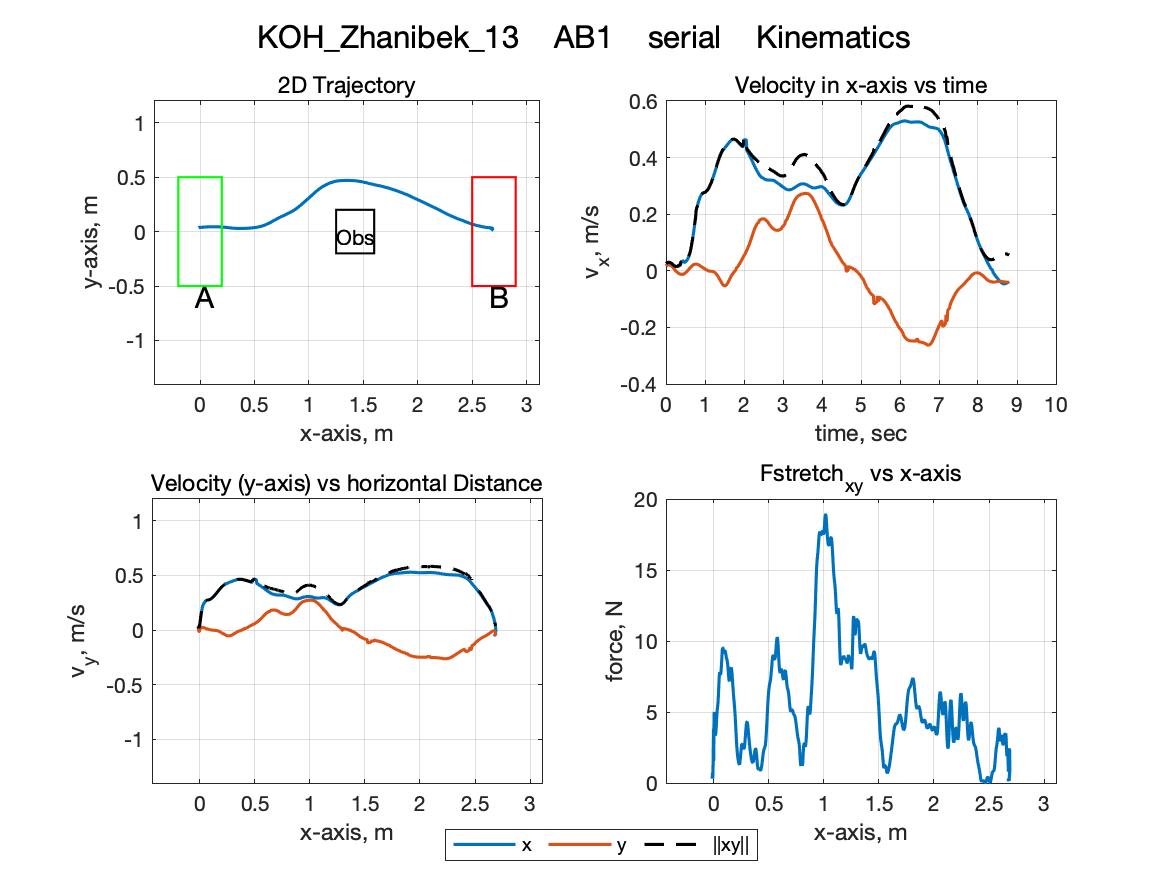 KOH_Zhanibek_13 AB1 serial Kinematics
2D Trajectory
1
0.5
0
-0.5
-1
y-axis, m
Obs
A
B
0 0.5 1 1.5 2 2.5 3
x-axis, m
Velocity in x-axis vs time
0.6
0.4
0.2
0
-0.2
-0.4
v_x, m/s
0 1 2 3 4 5 6 7 8 9 10
time, sec
Velocity (y-axis) vs horizontal Distance
1
0.5
0
-0.5
-1
v_y, m/s
0 0.5 1 1.5 2 2.5 3
x-axis, m
Fstretch_xy vs x-axis
20
15
10
5
0
force, N
0 0.5 1 1.5 2 2.5 3
x-axis, m
x y ||xy||